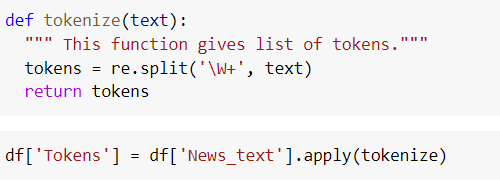 def tokenize(text):
  """ This function gives list of tokens."""
  tokens = re.split('\W+', text)
  return tokens
df['Tokens'] = df['News_text'].apply(tokenize)